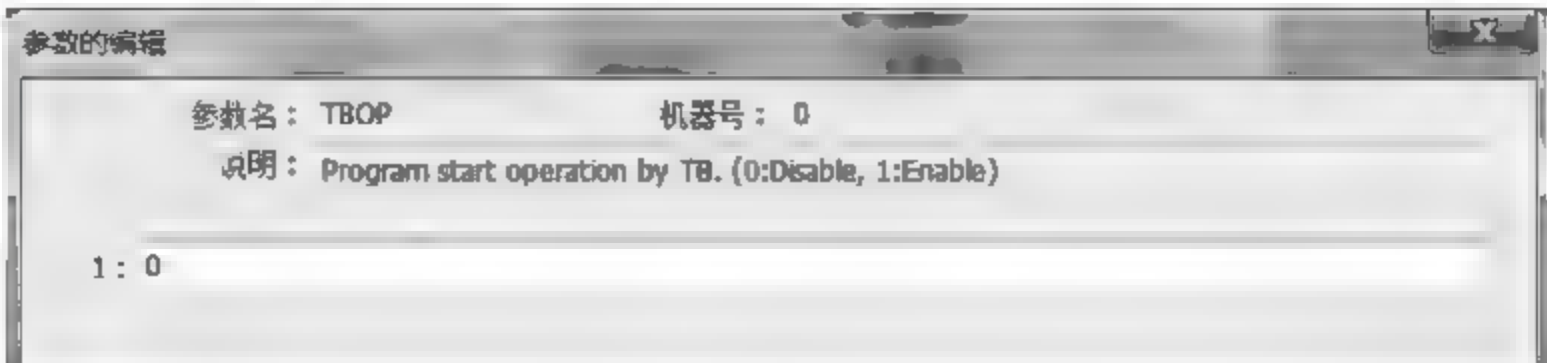 参数的编辑
参数名： TBOP 机器号： 0
说明： Program start operation by TB. (0:Disable, 1:Enable)
1: 0